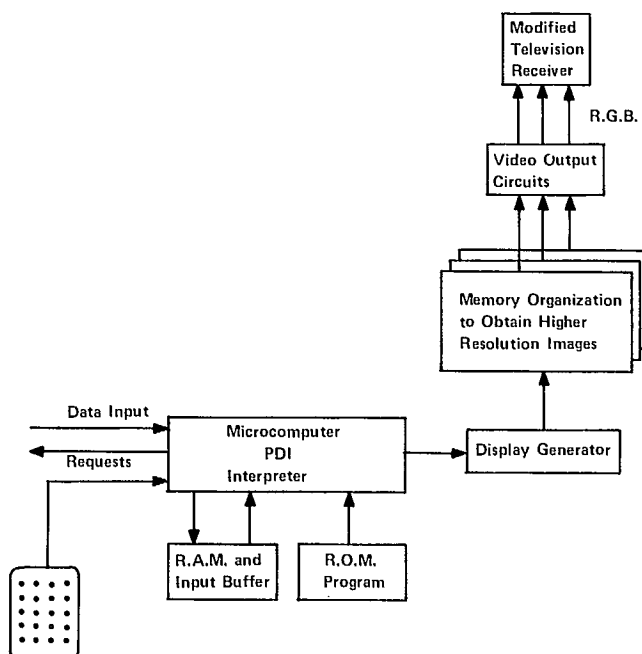 Modified
Television
Receiver
R.G.B.
Video Output
Circuits
Memory Organization
to Obtain Higher
Resolution Images
Data Input
Microcomputer
PDI
Interpreter
Requests
Display Generator
R.A.M. and
Input Buffer
R.O.M.
Program